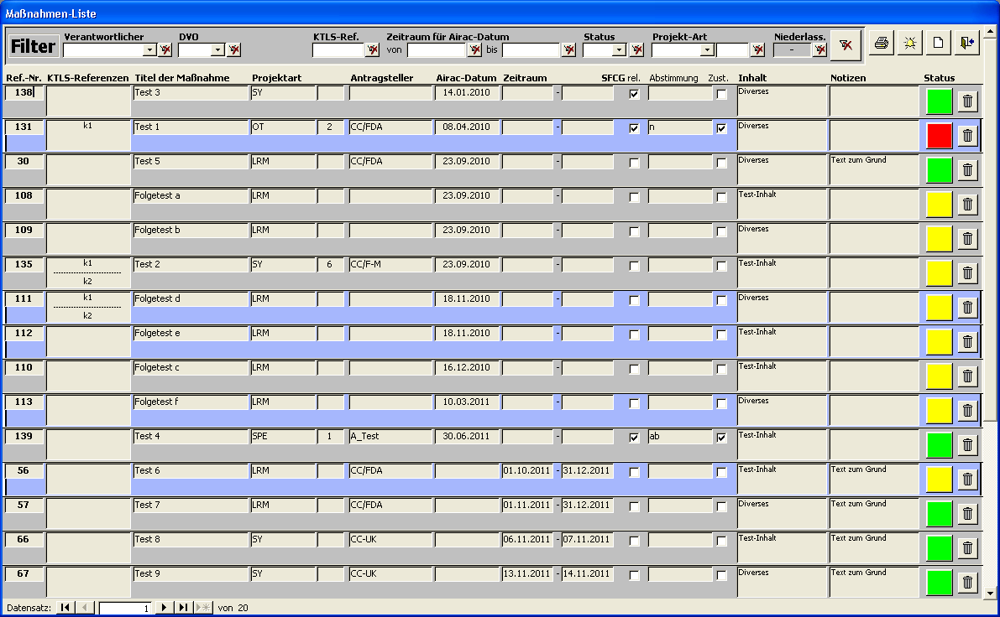 Maßnahmen-Liste
Filter Verantwortlicher DVO KTLS-Ref. Zeitraum für Airac-Datum Status Projekt-Art Niederlass.
von bis -
Ref.-Nr. KTLS-Referenzen Titel der Maßnahme Projektart Antragsteller Airac-Datum Zeitraum SFCG rel. Abstimmung Zust. Inhalt Notizen Status
138 Test 3 SY 14.01.2010 - Diverses
131 k1 Test 1 OT 2 CC/FDA 08.04.2010 - n Diverses
30 Test 5 LRM CC/FDA 23.09.2010 - Diverses Text zum Grund
108 Folgetest a LRM 23.09.2010 - Test-Inhalt
109 Folgetest b LRM 23.09.2010 - Diverses
135 k1 Test 2 SY 6 CC/F-M 23.09.2010 - Test-Inhalt
k2
111 k1 Folgetest d LRM 18.11.2010 - Diverses
k2
112 Folgetest e LRM 18.11.2010 - Test-Inhalt
110 Folgetest c LRM 16.12.2010 - Test-Inhalt
113 Folgetest f LRM 10.03.2011 - Diverses
139 Test 4 SPE 1 A_Test 30.06.2011 - ab Test-Inhalt
56 Test 6 LRM CC/FDA 01.10.2011 - 31.12.2011 Test-Inhalt Text zum Grund
57 Test 7 LRM CC/FDA 01.11.2011 - 31.12.2011 Diverses Text zum Grund
66 Test 8 SY CC-UK 06.11.2011 - 07.11.2011 Test-Inhalt Text zum Grund
67 Test 9 SY CC-UK 13.11.2011 - 14.11.2011 Diverses Text zum Grund
Datensatz: 1 von 20